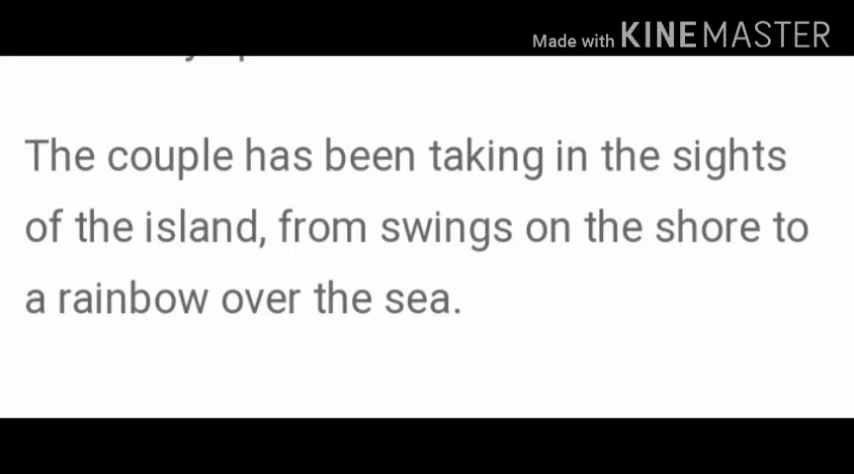 Made with KINEMASTER
The couple has been taking in the sights
of the island, from swings on the shore to
a rainbow over the sea.